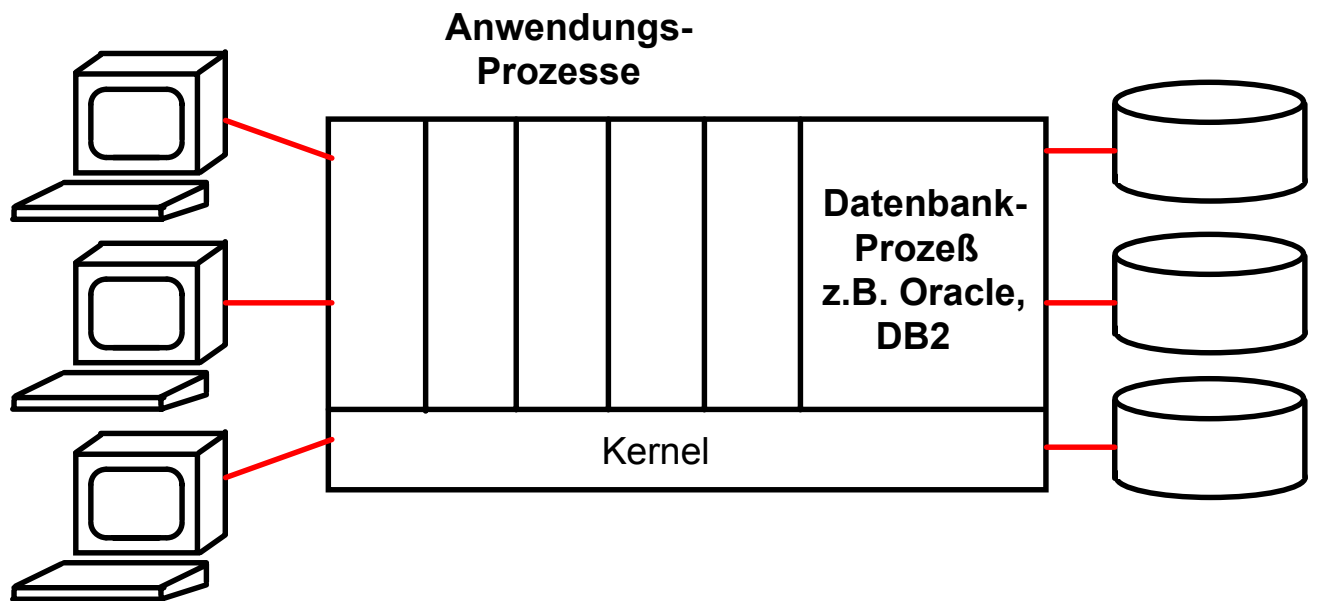 Anwendungs-
Prozesse
Datenbank-
Prozeß
z.B. Oracle,
DB2
Kernel